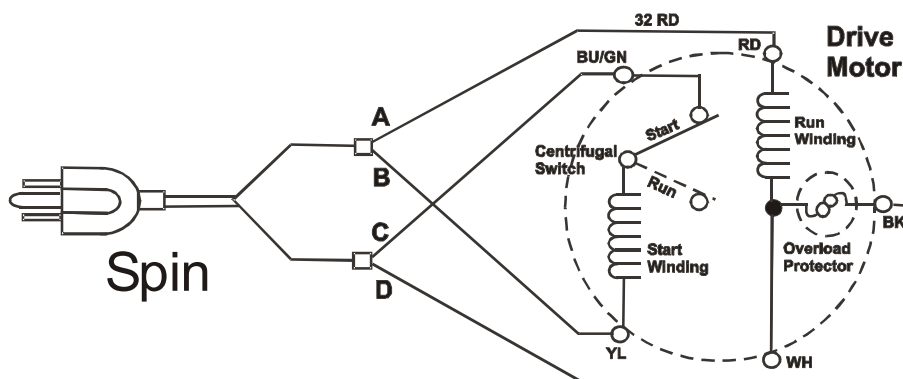 32 RD
Drive
Motor
RD
BU/GN
A
Start
Run
Winding
Centrifugal
Switch
B
Run
BK
C
Start
Winding
Overload
Protector
Spin
D
YL
WH